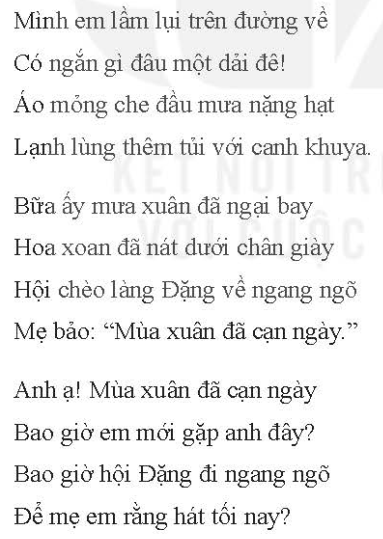 Mình em lầm lụi trên đường về
Có ngắn gì đâu một dải đê!
Áo mỏng che đầu mưa nặng hạt
Lạnh lùng thêm tủi với canh khuya.
Bữa ấy mưa xuân đã ngại bay
Hoa xoan đã nát dưới chân giày
Hội chèo làng Đặng về ngang ngõ
Mẹ bảo: “Mùa xuân đã cạn ngày.”
Anh ạ! Mùa xuân đã cạn ngày
Bao giờ em mới gặp anh đây?
Bao giờ hội Đặng đi ngang ngõ
Để mẹ em rằng hát tối nay?